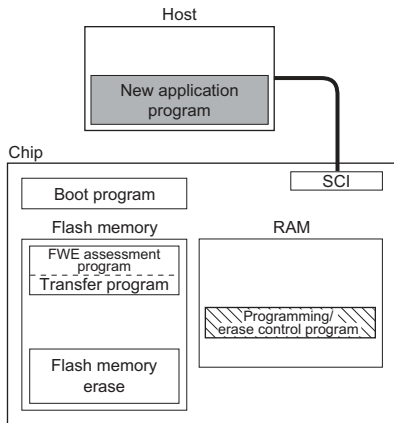 Host
New application
program
Chip
SCI
Boot program
Flash memory
RAM
FWE assessment
program
Transfer program
Programming/
erase control program
Flash memory
erase